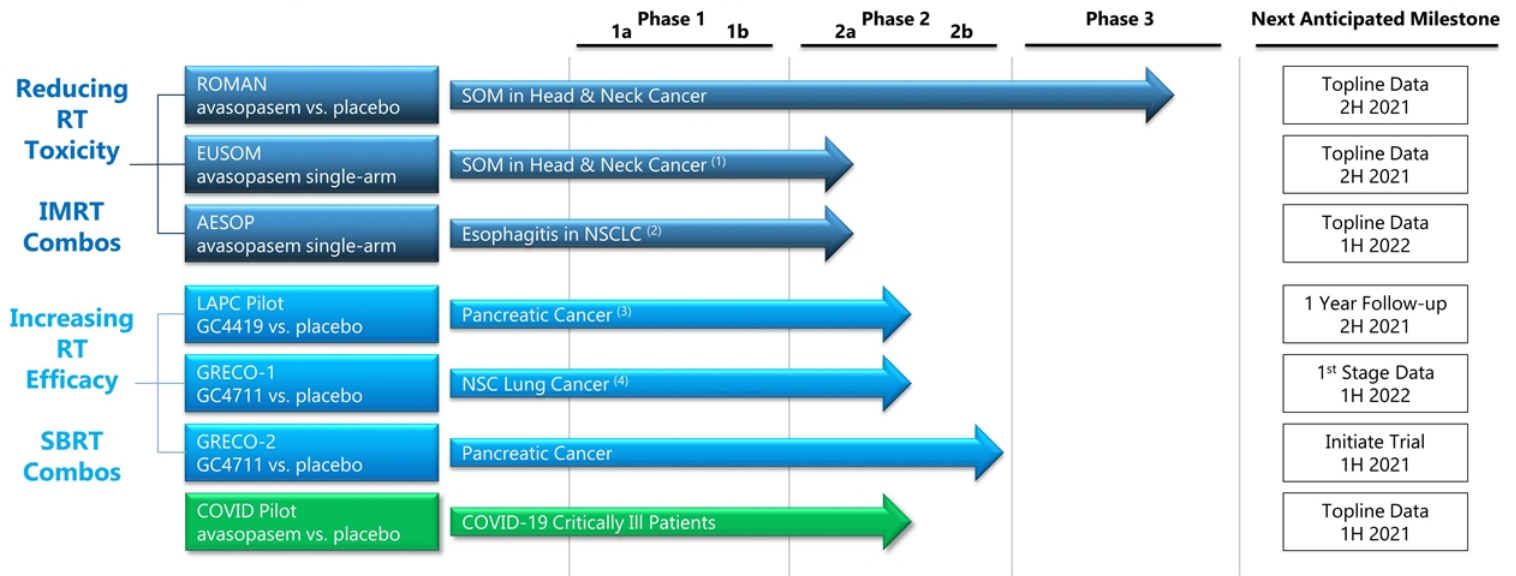 Phase 1
1a 1b
Phase 2
2a 2b
Phase 3
Next Anticipated Milestone
Reducing
RT
Toxicity
IMRT
Combos
ROMAN
avasopasem vs. placebo
SOM in Head & Neck Cancer
Topline Data
2H 2021
EUSOM
avasopasem single-arm
SOM in Head & Neck Cancer (1)
Topline Data
2H 2021
AESOP
avasopasem single-arm
Esophagitis in NSCLC (2)
Topline Data
1H 2022
Increasing
RT
Efficacy
SBRT
Combos
LAPC Pilot
GC4419 vs. placebo
Pancreatic Cancer (3)
1 Year Follow-up
2H 2021
GRECO-1
GC4711 vs. placebo
NSC Lung Cancer (4)
1st Stage Data
1H 2022
GRECO-2
GC4711 vs. placebo
Pancreatic Cancer
Initiate Trial
1H 2021
COVID Pilot
avasopasem vs. placebo
COVID-19 Critically Ill Patients
Topline Data
1H 2021